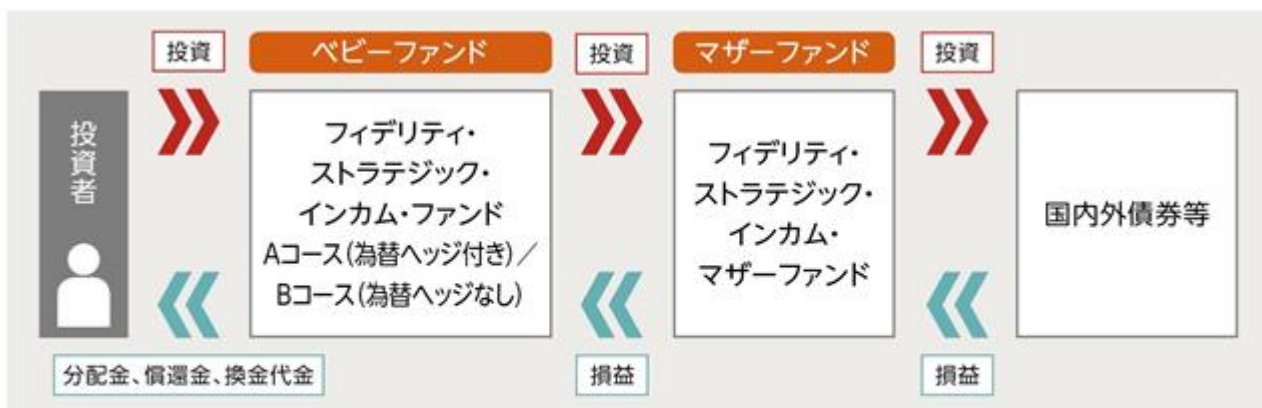 投資
ベビーファンド
投資
マザーファンド
投資
投資者
フィデリティ・
ストラテジック・
インカム・ファンド
Aコース(為替ヘッジ付き)／
Bコース(為替ヘッジなし)
フィデリティ・
ストラテジック・
インカム・
マザーファンド
国内外債券等
分配金、償還金、換金代金
損益
損益